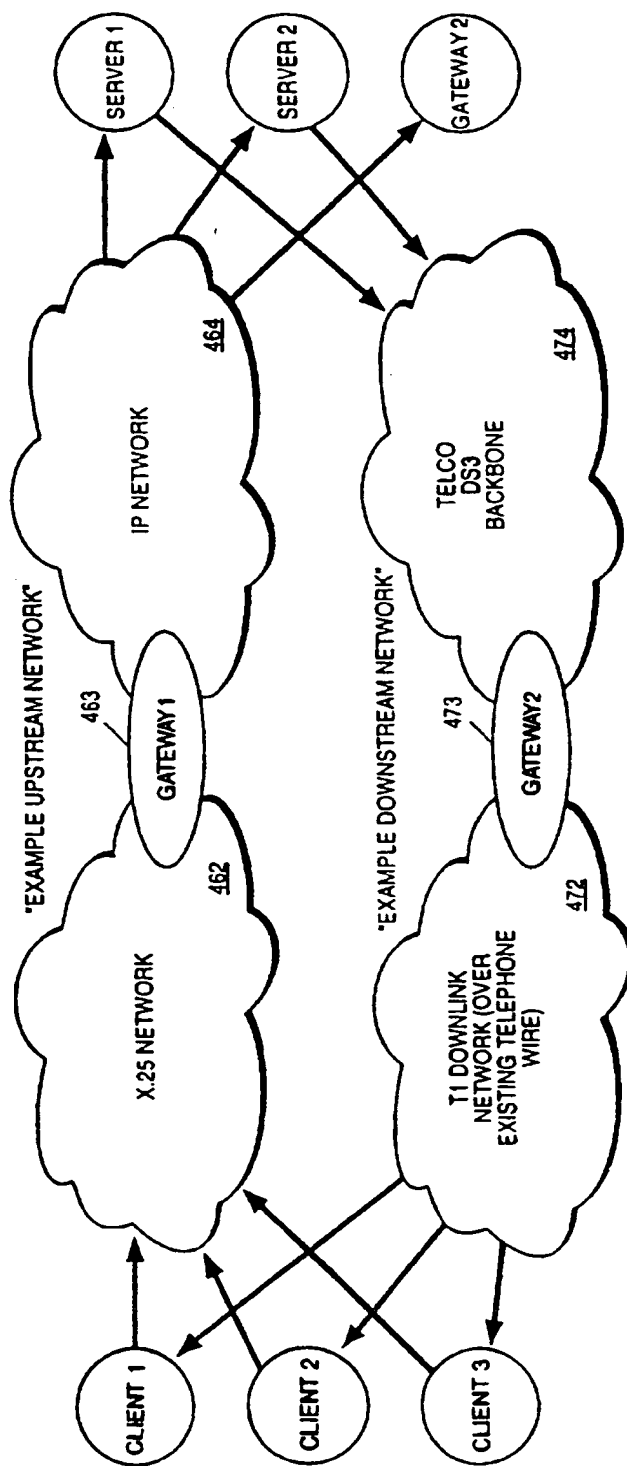 "EXAMPLE UPSTREAM NETWORK"
CLIENT 1
CLIENT 2
CLIENT 3
X.25 NETWORK
462
463
GATEWAY1
IP NETWORK
464
SERVER 1
SERVER 2
GATEWAY 2
"EXAMPLE DOWNSTREAM NETWORK"
T1 DOWNLINK
NETWORK (OVER
EXISTING TELEPHONE
WIRE)
472
473
GATEWAY2
TELCO
DS3
BACKBONE
474